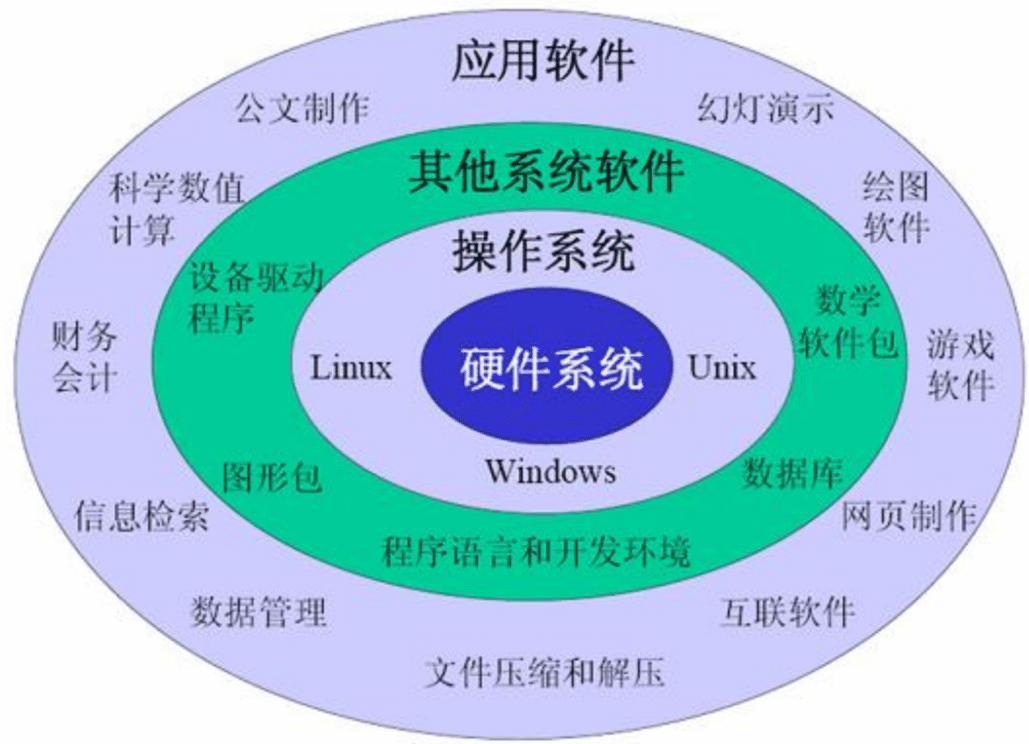 应用软件
公文制作
幻灯演示
其他系统软件
科学数值
计算
绘图
软件
操作系统
设备驱动
程序
数学
软件包
财务
会计
Linux
硬件系统
Unix
游戏
软件
Windows
图形包
数据库
信息检索
网页制作
程序语言和开发环境
数据管理
互联软件
文件压缩和解压